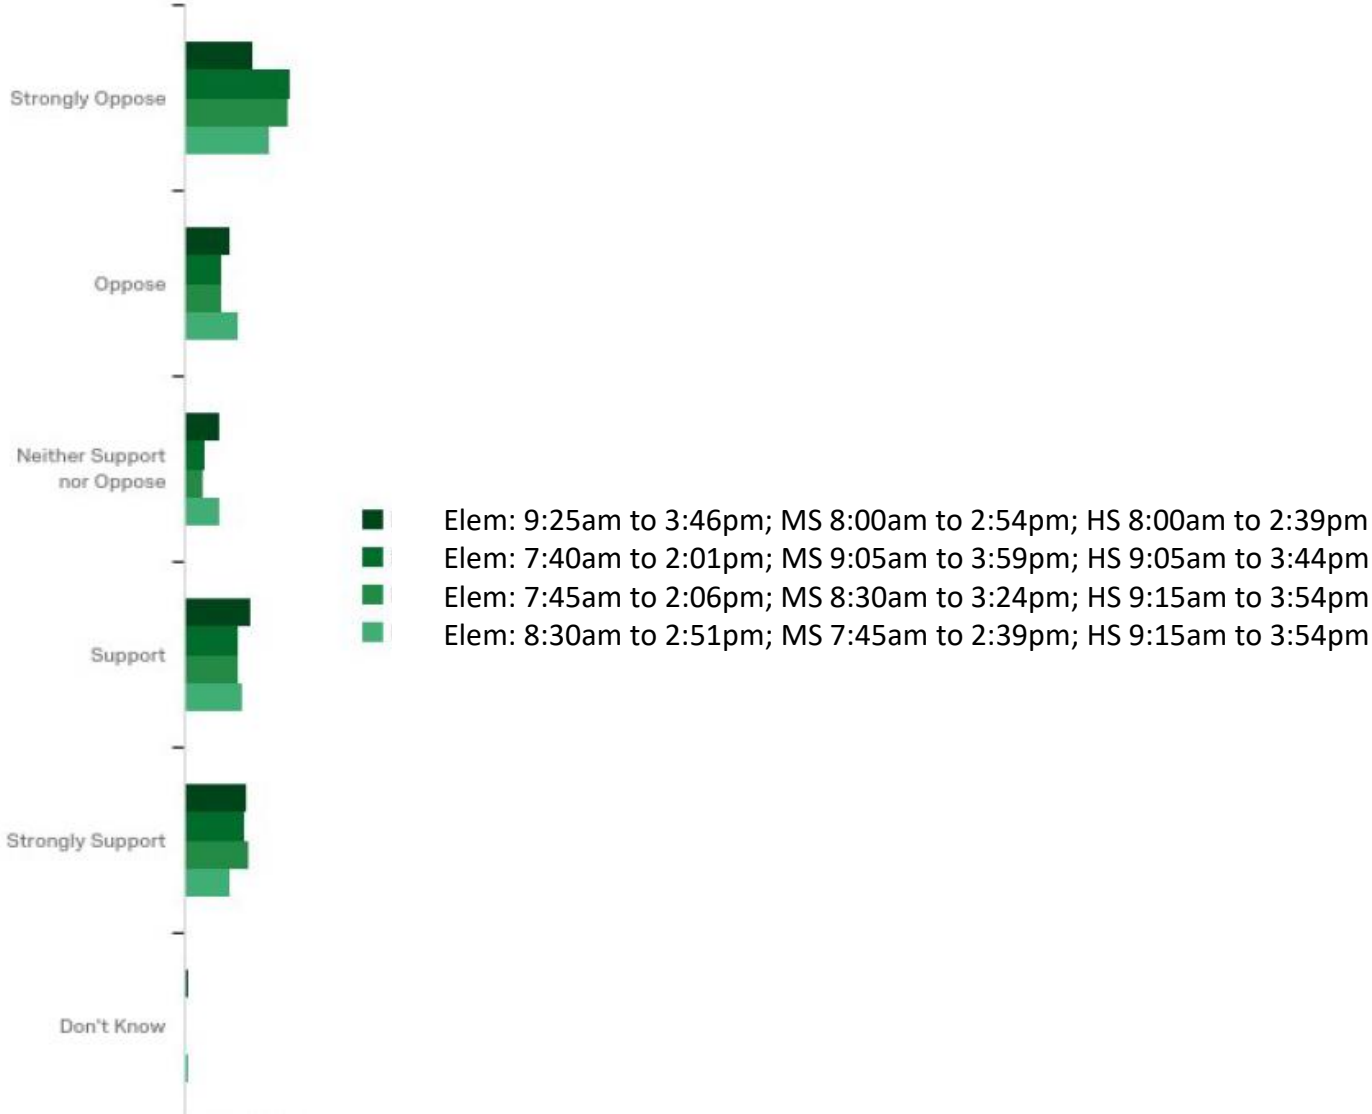 Strongly Oppose
Oppose
Neither Support
nor Oppose
Elem: 9:25am to 3:46pm; MS 8:00am to 2:54pm; HS 8:00am to 2:39pm
Elem: 7:40am to 2:01pm; MS 9:05am to 3:59pm; HS 9:05am to 3:44pm
Elem: 7:45am to 2:06pm; MS 8:30am to 3:24pm; HS 9:15am to 3:54pm
Elem: 8:30am to 2:51pm; MS 7:45am to 2:39pm; HS 9:15am to 3:54pm
Support
Strongly Support
Don't Know